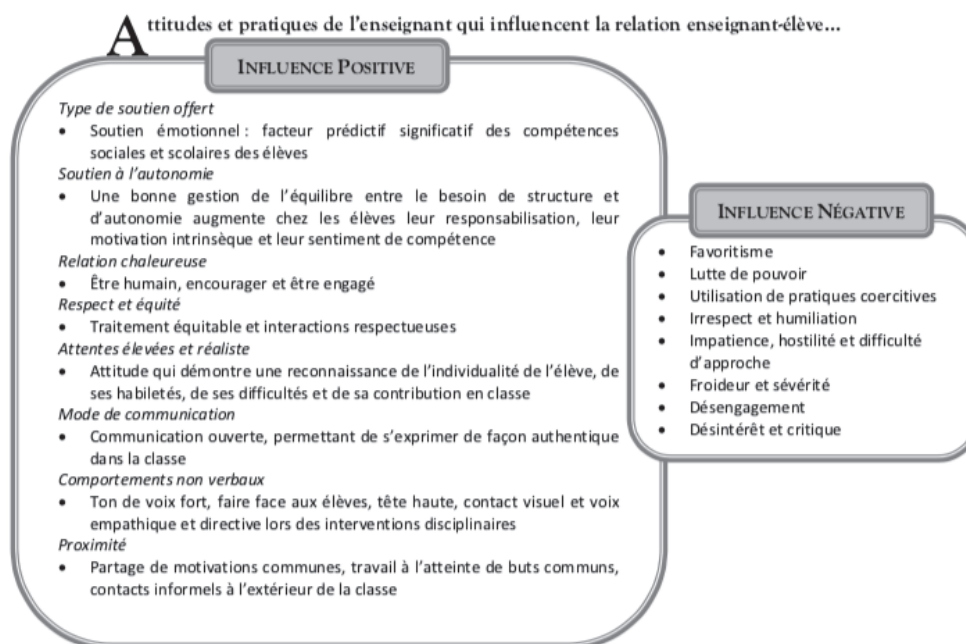 Attitudes et pratiques de l'enseignant qui influencent la relation enseignant-élève...
INFLUENCE POSITIVE
Type de soutien offert
• Soutien émotionnel : facteur prédictif significatif des compétences
sociales et scolaires des élèves
Soutien à l'autonomie
• Une bonne gestion de l'équilibre entre le besoin de structure et
d'autonomie augmente chez les élèves leur responsabilisation, leur
motivation intrinsèque et leur sentiment de compétence
Relation chaleureuse
• Être humain, encourager et être engagé
Respect et équité
• Traitement équitable et interactions respectueuses
Attentes élevées et réaliste
• Attitude qui démontre une reconnaissance de l'individualité de l'élève, de
ses habiletés, de ses difficultés et de sa contribution en classe
Mode de communication
• Communication ouverte, permettant de s'exprimer de façon authentique
dans la classe
Comportements non verbaux
• Ton de voix fort, faire face aux élèves, tête haute, contact visuel et voix
empathique et directive lors des interventions disciplinaires
Proximité
• Partage de motivations communes, travail à l'atteinte de buts communs,
contacts informels à l'extérieur de la classe
INFLUENCE NÉGATIVE
• Favoritisme
• Lutte de pouvoir
• Utilisation de pratiques coercitives
• Irrespect et humiliation
• Impatience, hostilité et difficulté
d'approche
• Froideur et sévérité
• Désengagement
• Désintérêt et critique